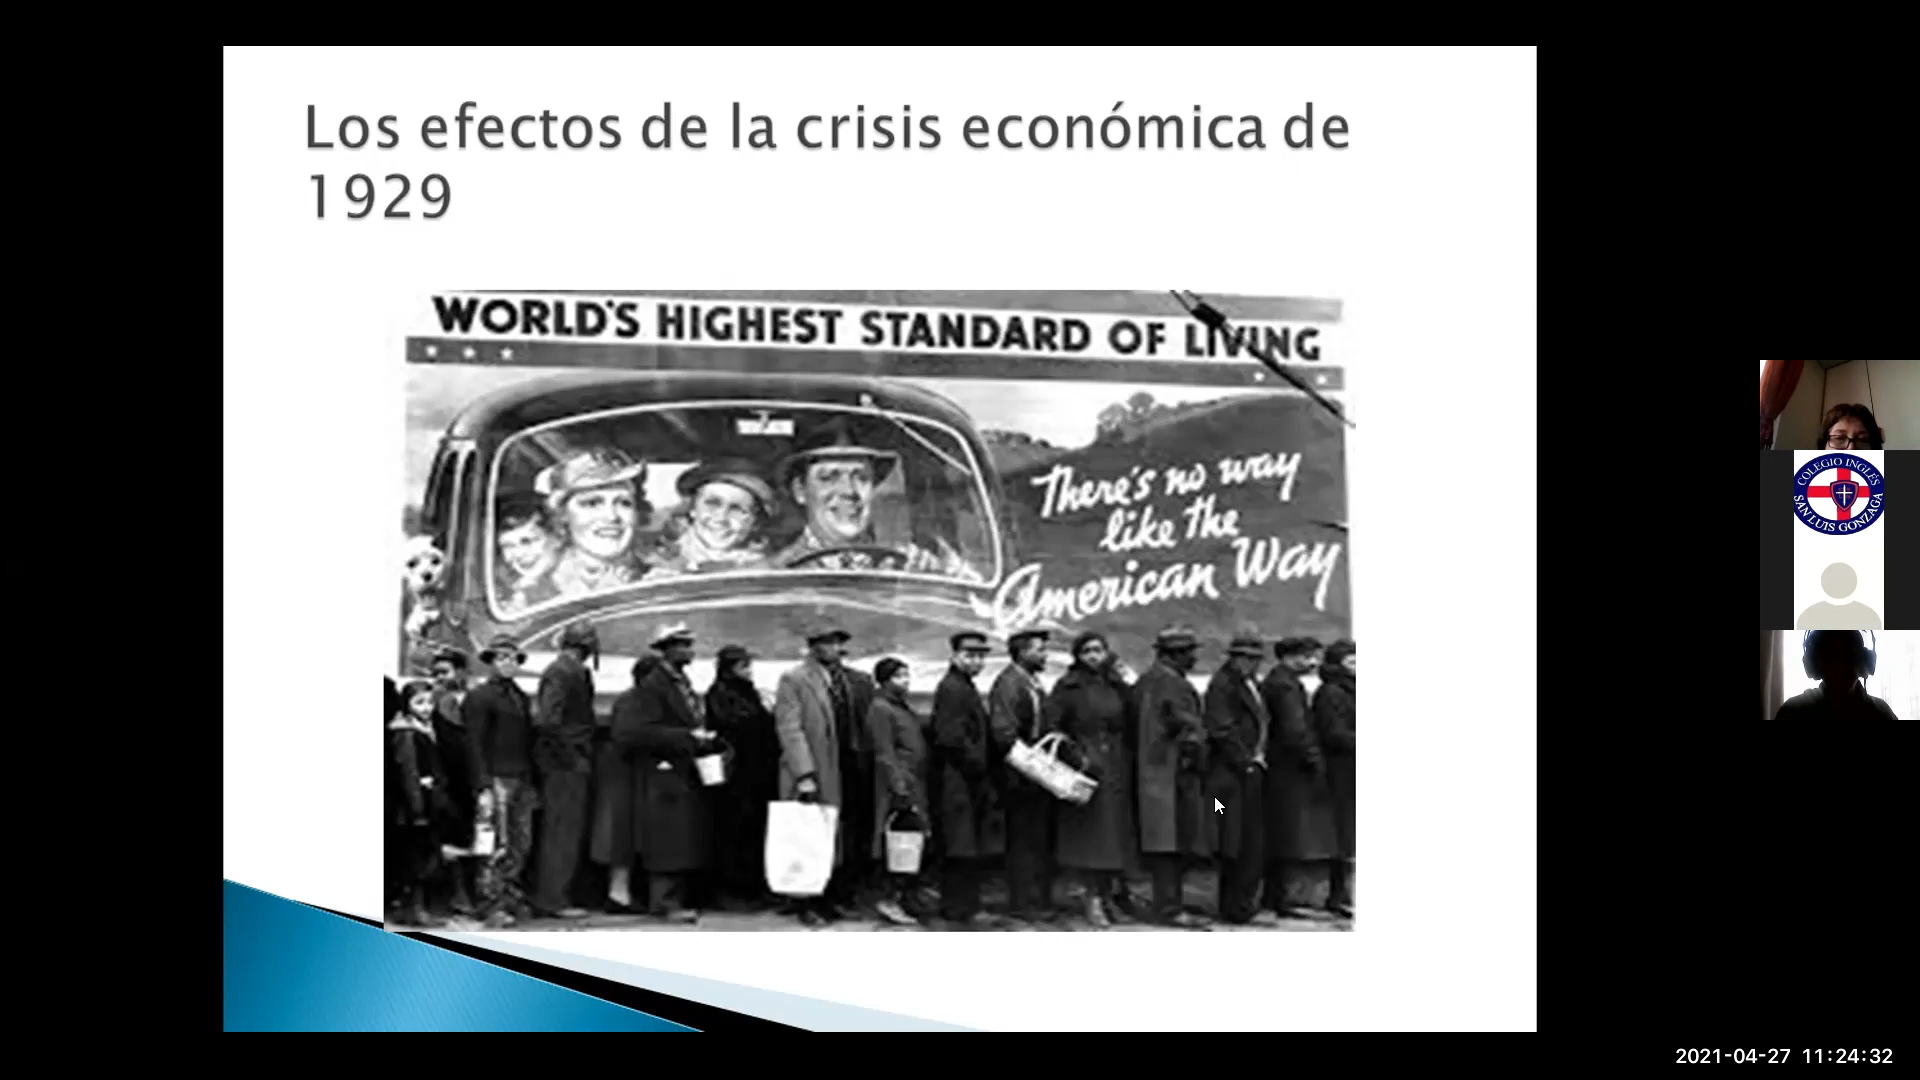 Los efectos de la crisis económica de
1929
WORLD'S HIGHEST STANDARD OF LIVING
There's no way
like the
American Way
COLEGIO INGLÉS
SAN LUIS GONZAGA
2021-04-27 11:24:32